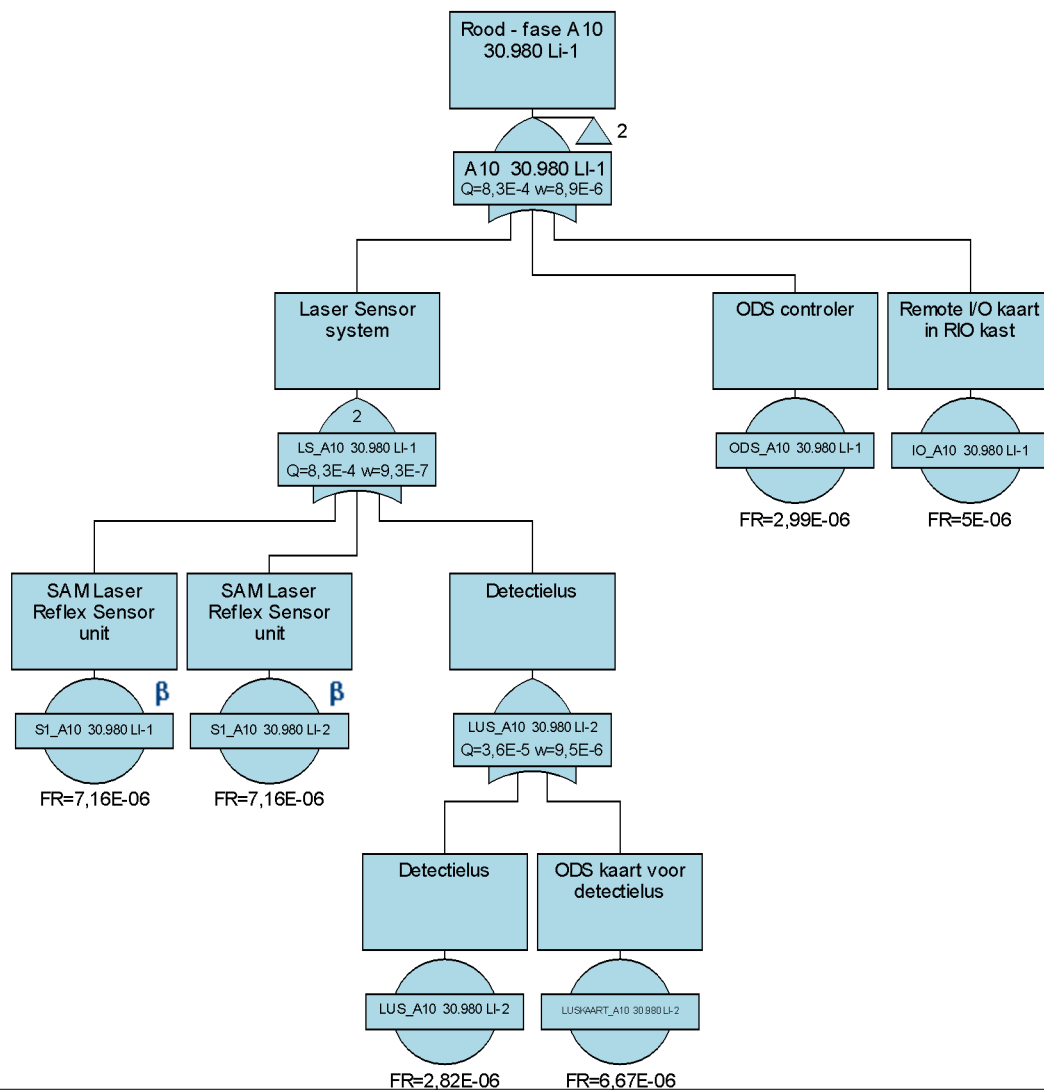 Rood - fase A10
30.980 Li-1
2
A10 30.980 LI-1
Q=8,3E-4 w=8,9E-6
Laser Sensor
system
ODS controler
Remote I/O kaart
in RIO kast
2
LS_A10 30.980 LI-1
Q=8,3E-4 w=9,3E-7
ODS_A10 30.980 LI-1
IO_A10 30.980 LI-1
FR=2,99E-06
FR=5E-06
SAM Laser
Reflex Sensor
unit
SAM Laser
Reflex Sensor
unit
Detectielus
β
β
S1_A10 30.980 LI-1
S1_A10 30.980 LI-2
LUS_A10 30.980 LI-2
Q=3,6E-5 w=9,5E-6
FR=7,16E-06
FR=7,16E-06
Detectielus
ODS kaart voor
detectielus
LUS_A10 30.980 LI-2
LUSKAART_A10 30.980 LI-2
FR=2,82E-06
FR=6,67E-06